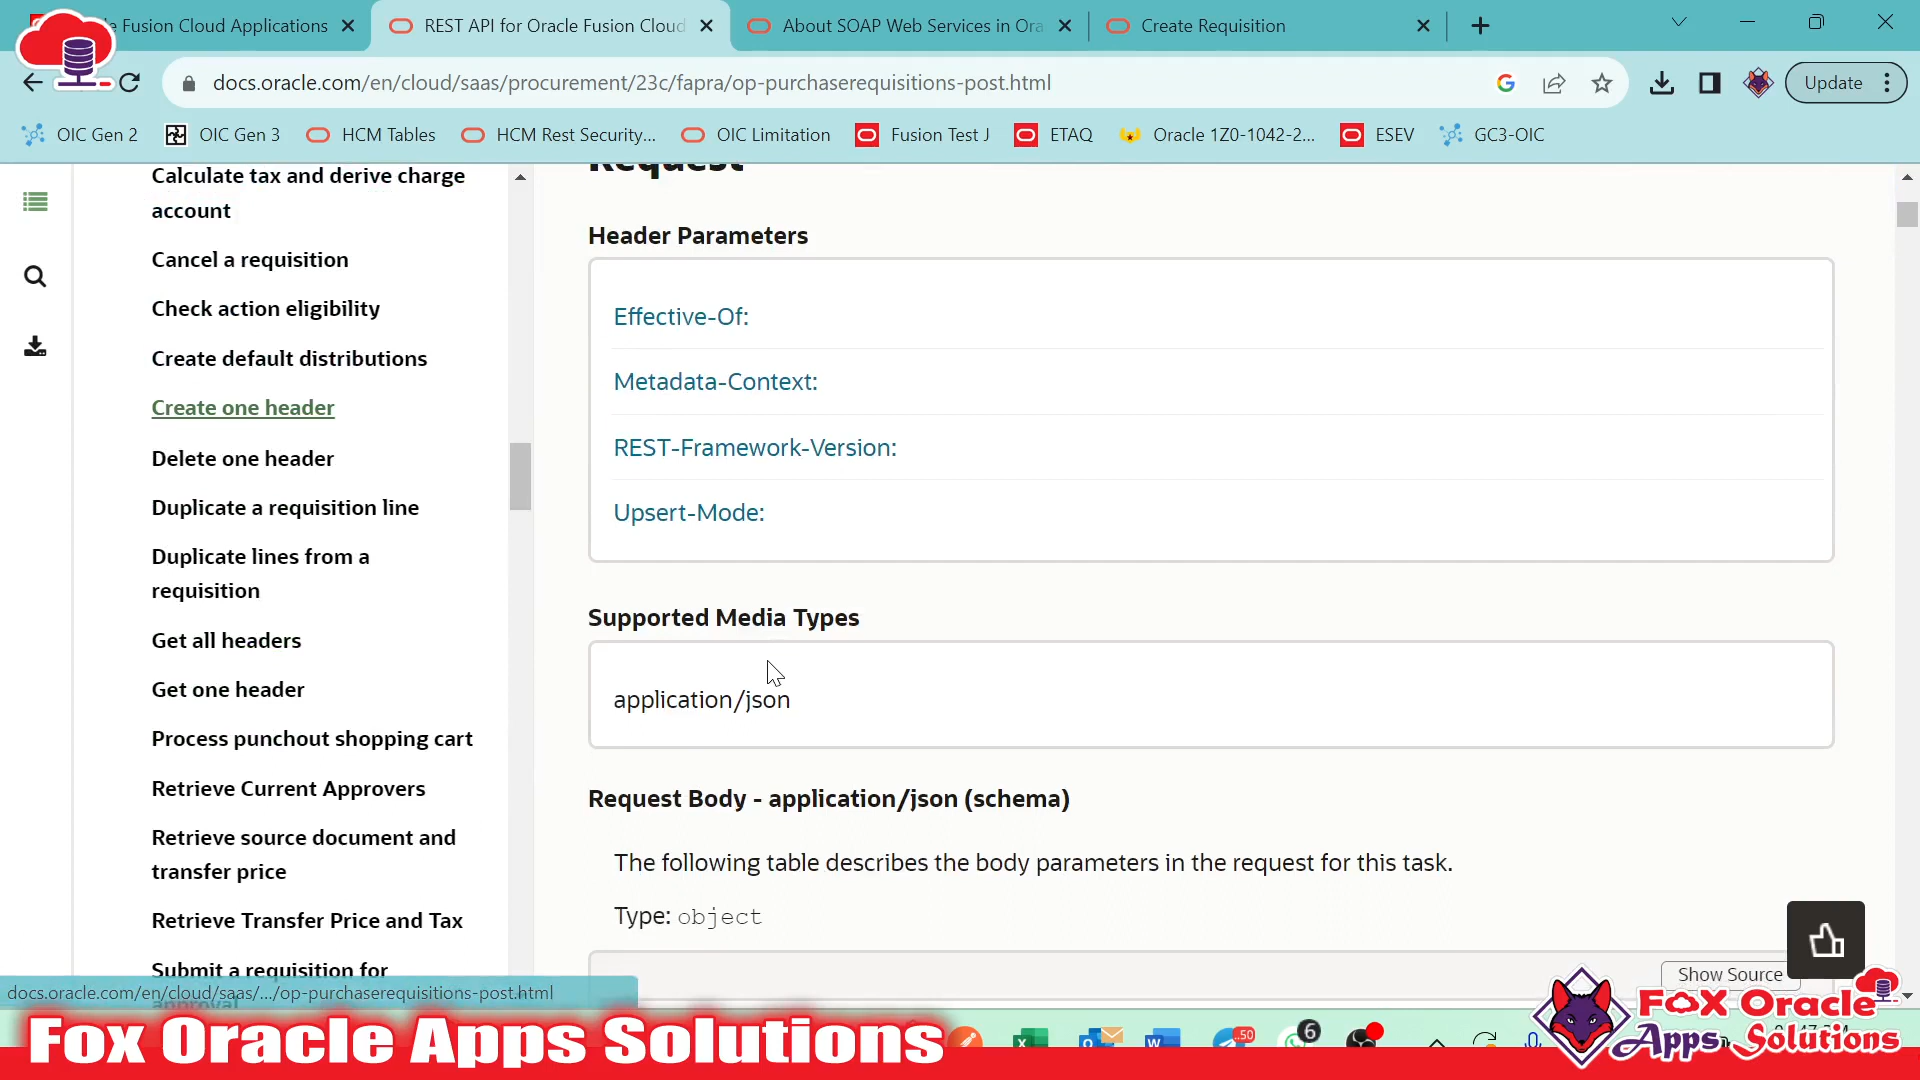 le Fusion Cloud Applications
REST API for Oracle Fusion Cloud
About SOAP Web Services in Ora
Create Requisition
docs.oracle.com/en/cloud/saas/procurement/23c/fapra/op-purchaserequisitions-post.html
Update
OIC Gen 2
OIC Gen 3
HCM Tables
HCM Rest Security...
OIC Limitation
Fusion Test J
ETAQ
Oracle 1Z0-1042-2...
ESEV
GC3-OIC
Calculate tax and derive charge
account
Cancel a requisition
Check action eligibility
Create default distributions
Create one header
Delete one header
Duplicate a requisition line
Duplicate lines from a
requisition
Get all headers
Get one header
Process punchout shopping cart
Retrieve Current Approvers
Retrieve source document and
transfer price
Retrieve Transfer Price and Tax
Submit a requisition for
approval
Request
Header Parameters
Effective-Of:
Metadata-Context:
REST-Framework-Version:
Upsert-Mode:
Supported Media Types
application/json
Request Body - application/json (schema)
The following table describes the body parameters in the request for this task.
Type: object
Show Source
docs.oracle.com/en/cloud/saas/.../op-purchaserequisitions-post.html
Fox Oracle Apps Solutions
50
6
FOX Oracle
Apps Solutions